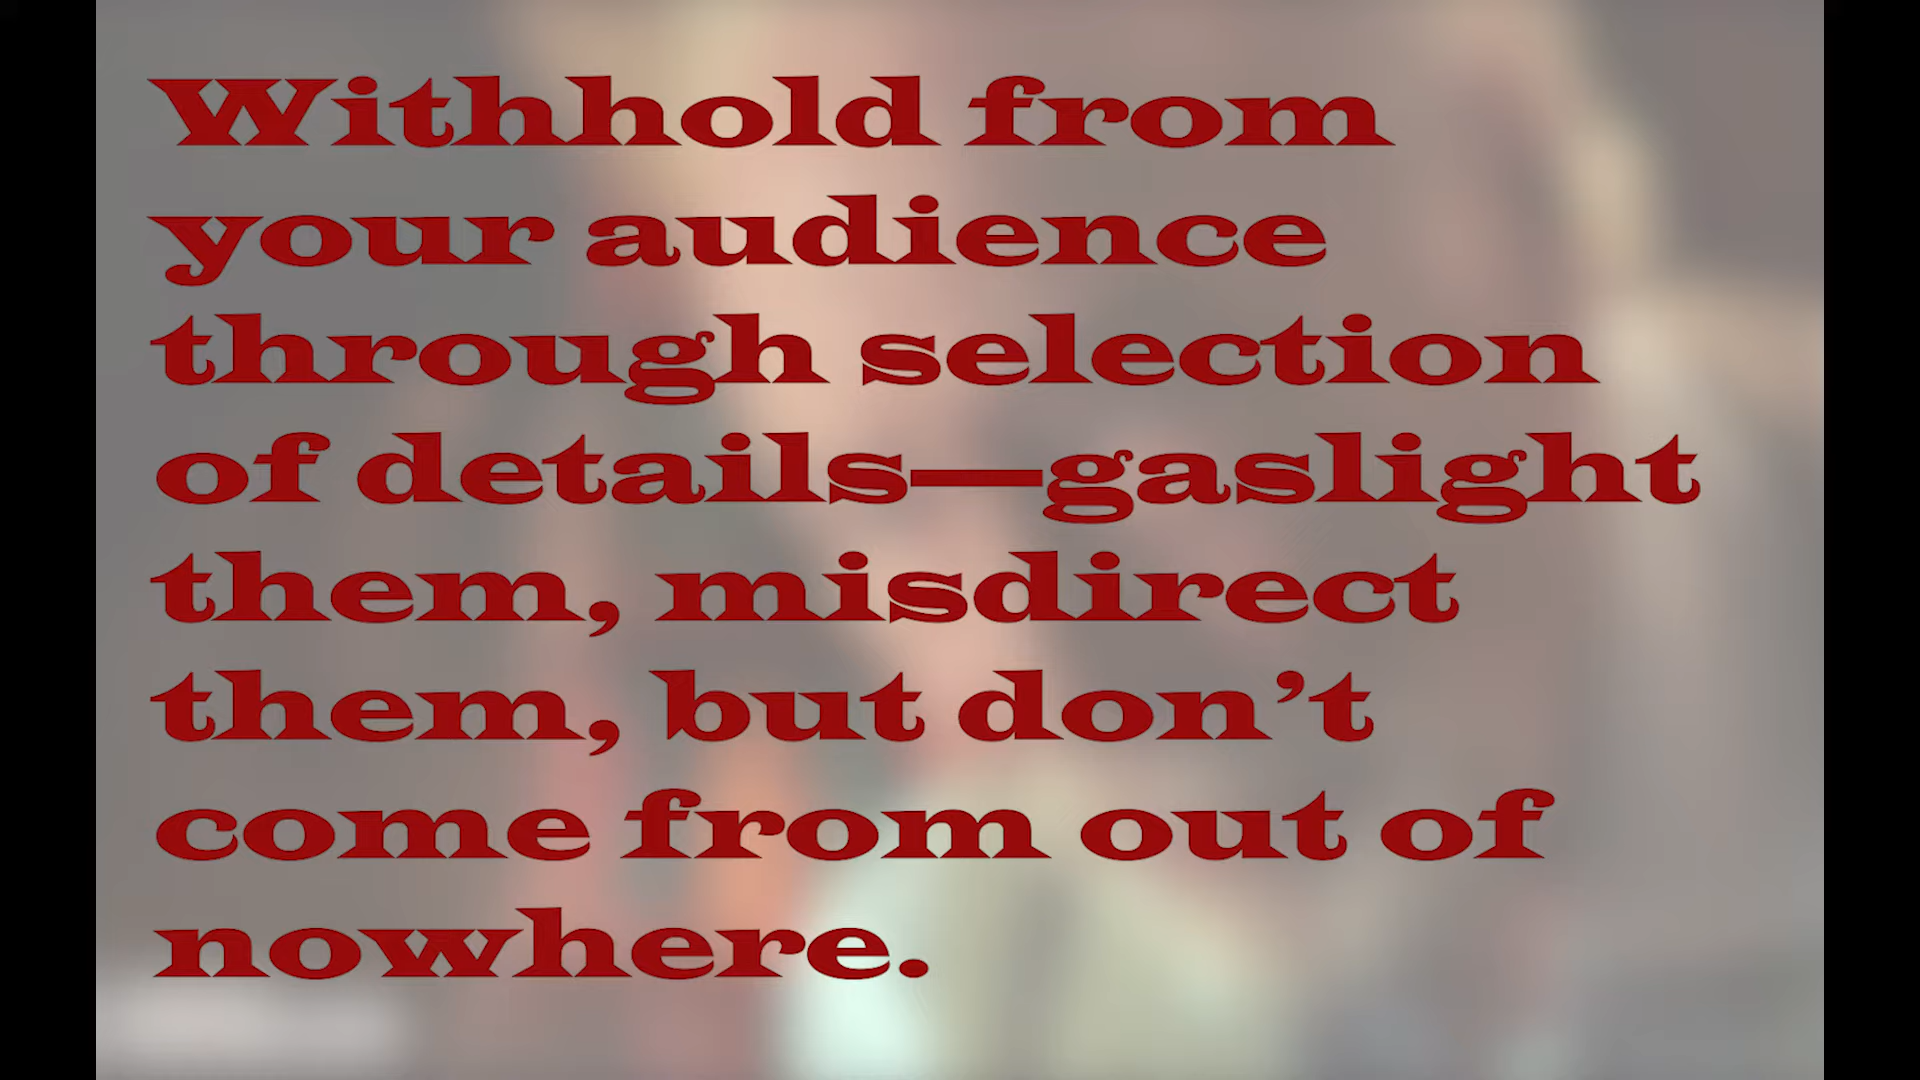 Withhold from
your audience
through selection
of details—gaslight
them, misdirect
them, but don’t
come from out of
nowhere.